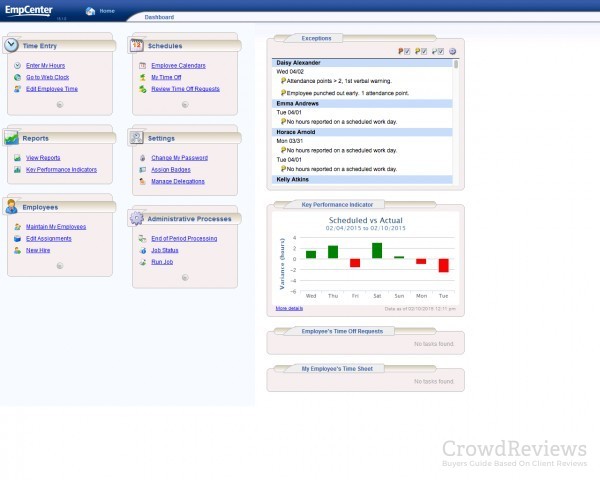 EmpCenter
Home
Dashboard
Time Entry
Enter My Hours
Go to Web Clock
Edit Employee Time
Schedules
Employee Calendars
My Time Off
Review Time Off Requests
Reports
View Reports
Key Performance Indicators
Settings
Change My Password
Assign Badges
Manage Delegations
Employees
Maintain My Employees
Edit Assignments
New Hire
Administrative Processes
End of Period Processing
Job Status
Run Job
Exceptions
Daisy Alexander
Wed 04/02
Attendance points > 2, 1st verbal warning.
Employee punched out early. 1 attendance point.
Emma Andrews
Tue 04/01
No hours reported on a scheduled work day.
Horace Arnold
Mon 03/31
No hours reported on a scheduled work day.
Tue 04/01
No hours reported on a scheduled work day.
Kelly Atkins
Key Performance Indicator
Scheduled vs Actual
02/04/2015 to 02/10/2015
Variance (hours)
6
4
2
0
-2
-4
-6
Wed Thu Fri Sat Sun Mon Tue
More details
Data as of 02/10/2015 12:11 pm
Employee's Time Off Requests
No tasks found.
My Employee's Time Sheet
No tasks found.
CrowdReviews
Buyers Guide Based On Client Reviews